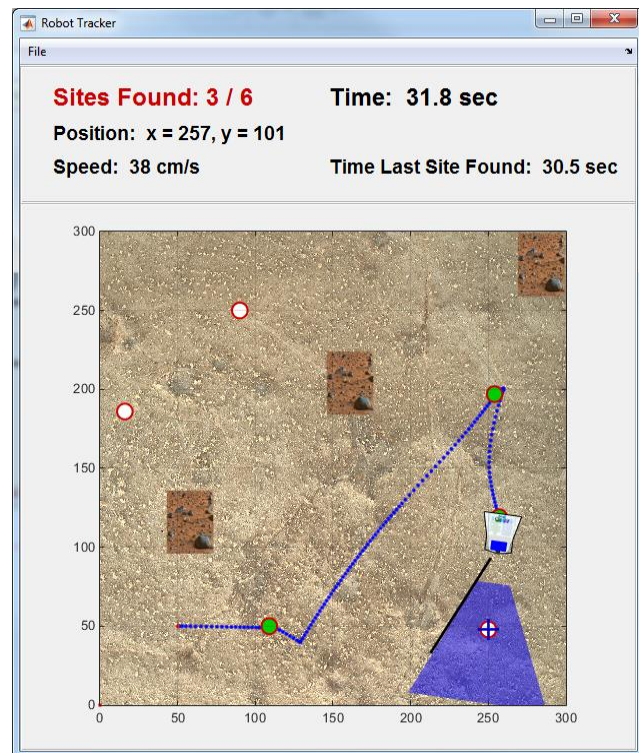 Robot Tracker
File
Sites Found: 3 / 6
Time: 31.8 sec
Position: x = 257, y = 101
Speed: 38 cm/s
Time Last Site Found: 30.5 sec
300
250
200
150
100
50
0
0
50
100
150
200
250
300